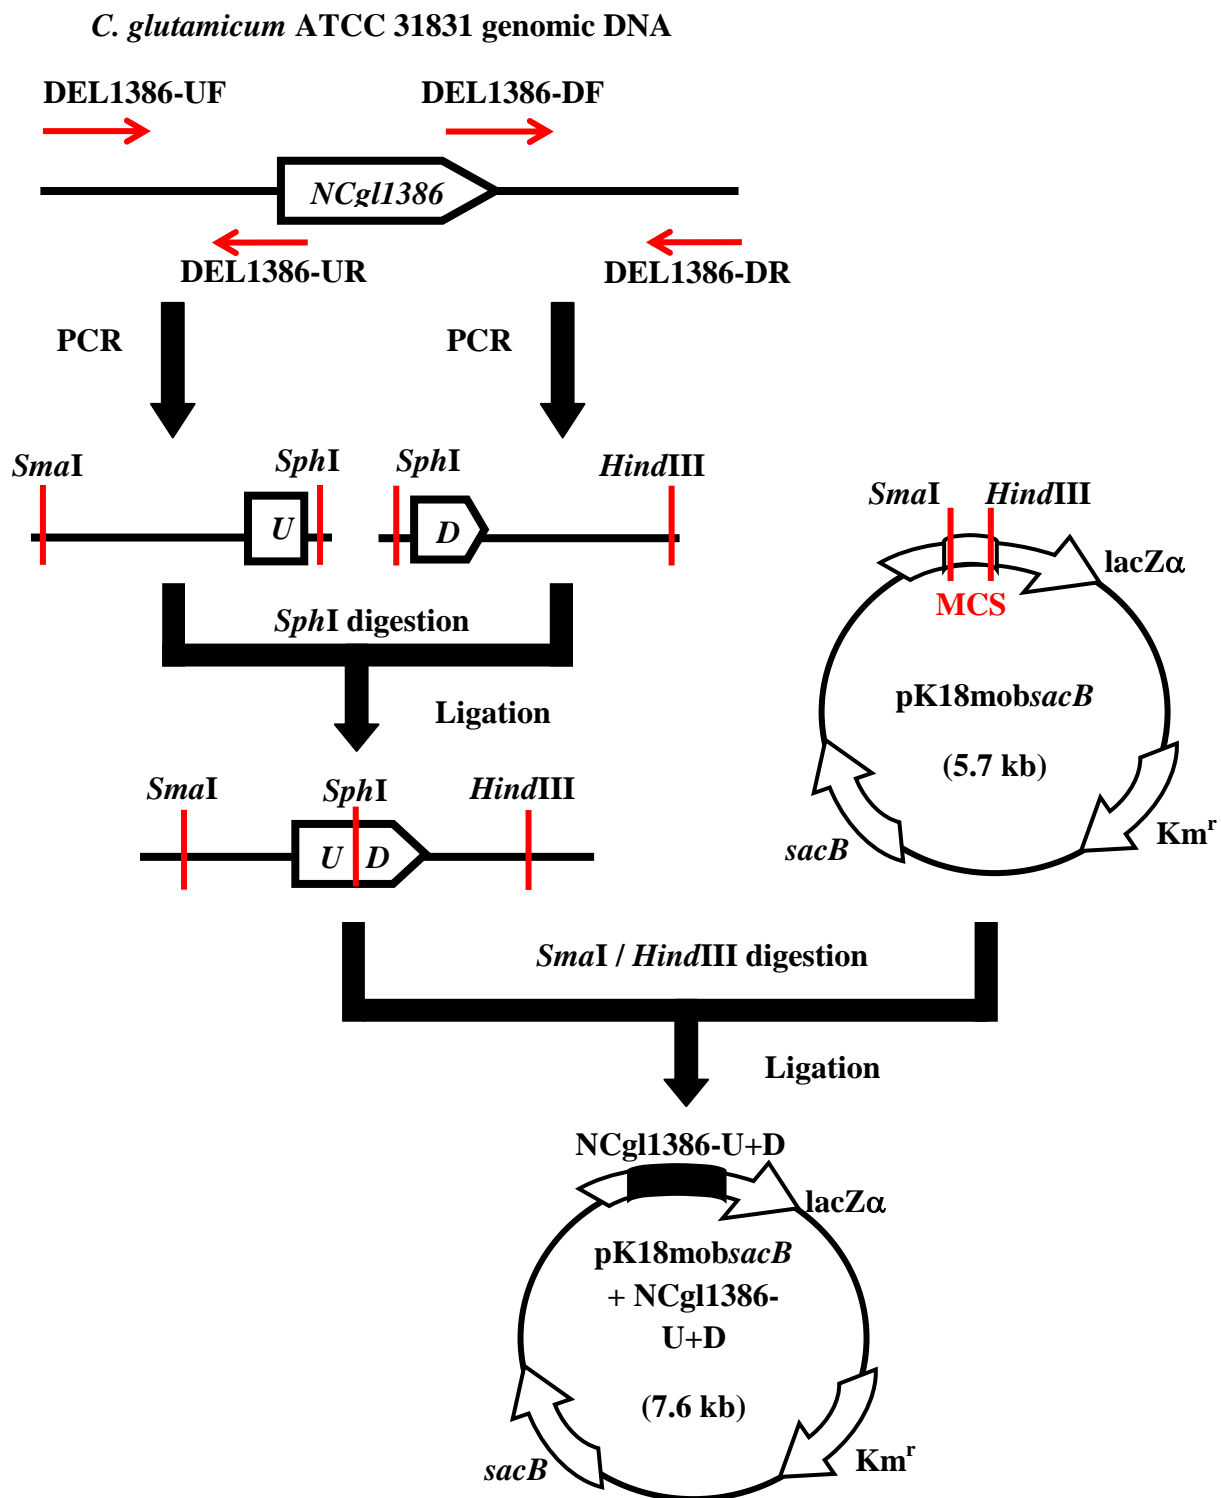 C. glutamicum ATCC 31831 genomic DNA
DEL1386-UF
DEL1386-DF
NCgl1386
DEL1386-UR
DEL1386-DR
PCR
PCR
SmaI
SphI
SphI
HindIII
U
D
SmaI
HindIII
lacZα
MCS
SphI digestion
pK18mobsacB
(5.7 kb)
Ligation
SmaI
SphI
HindIII
U
D
sacB
Kmʳ
SmaI / HindIII digestion
Ligation
NCgl1386-U+D
lacZα
pK18mobsacB
+ NCgl1386-
U+D
(7.6 kb)
sacB
Kmʳ